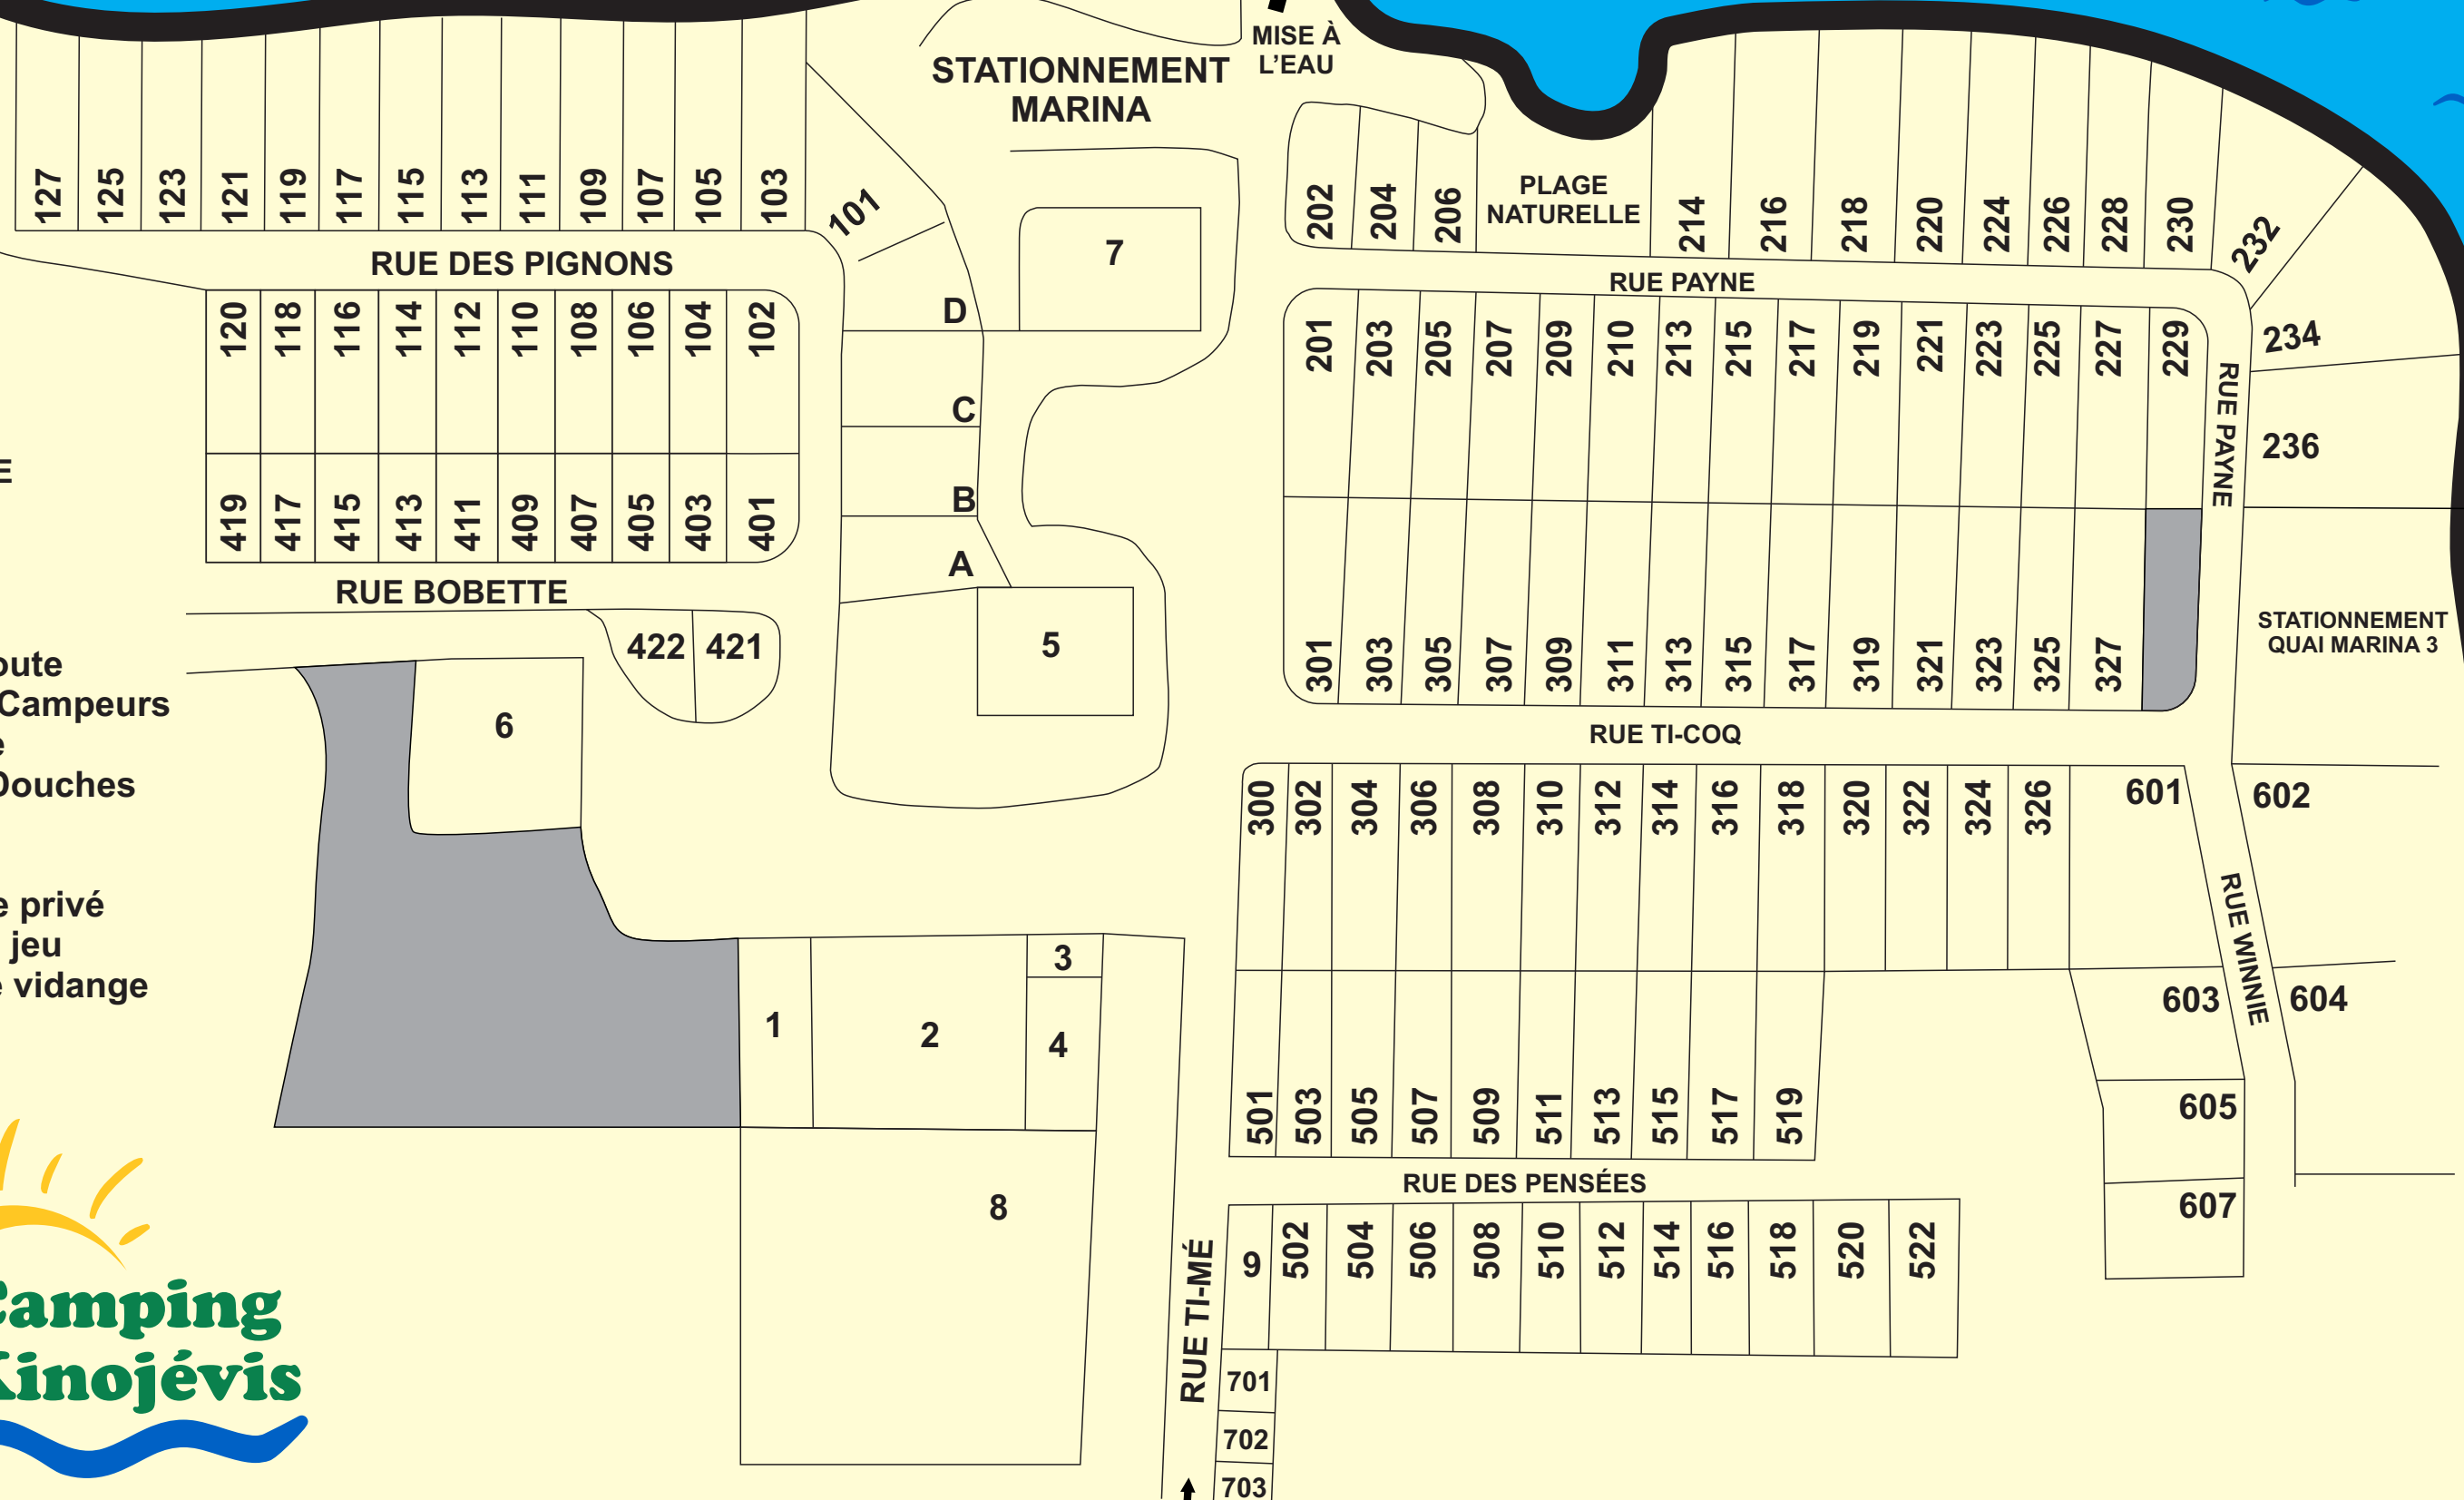 MISE À
L'EAU
STATIONNEMENT
MARINA
127 125 123 121 119 117 115 113 111 109 107 105 103
101
202 204 206
PLAGE
NATURELLE
214 216 218 220 224 226 228 230
232
234
236
RUE DES PIGNONS
7
RUE PAYNE
120 118 116 114 112 110 108 106 104 102
D
C
B
A
201 203 205 207 209 210 213 215 217 219 221 223 225 227 229
RUE PAYNE
E
419 417 415 413 411 409 407 405 403 401
RUE BOBETTE
422 421
5
6
301 303 305 307 309 311 313 315 317 319 321 323 325 327
STATIONNEMENT
QUAI MARINA 3
oute
Campeurs
e
Douches
e privé
jeu
e vidange
RUE TI-COQ
300 302 304 306 308 310 312 314 316 318 320 322 324 326
601
602
RUE WINNIE
603
604
605
607
1
2
3
4
8
501 503 505 507 509 511 513 515 517 519
RUE DES PENSÉES
9 502 504 506 508 510 512 514 516 518 520 522
RUE TI-MÉ
701
702
703
Camping
Kinojévis